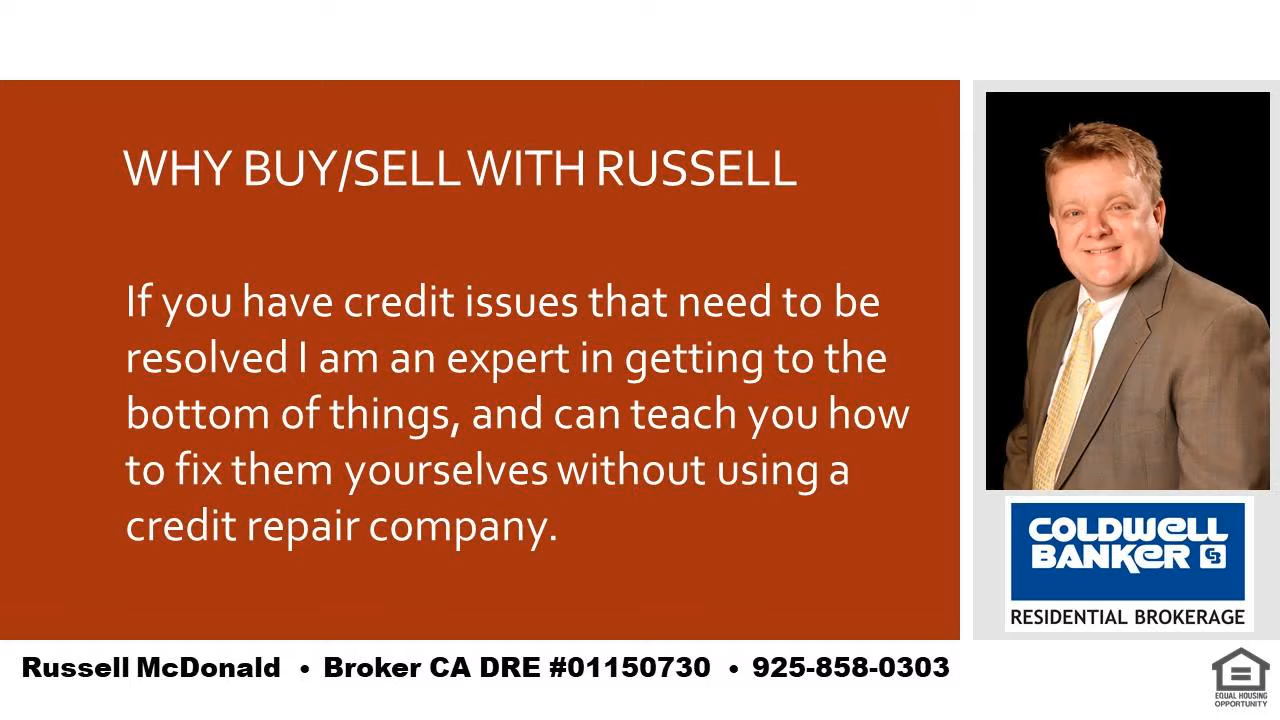 WHY BUY/SELL WITH RUSSELL
If you have credit issues that need to be
resolved I am an expert in getting to the
bottom of things, and can teach you how
to fix them yourselves without using a
credit repair company.
COLDWELL
BANKER CB
RESIDENTIAL BROKERAGE
Russell McDonald • Broker CA DRE #01150730 • 925-858-0303
EQUAL HOUSING
OPPORTUNITY